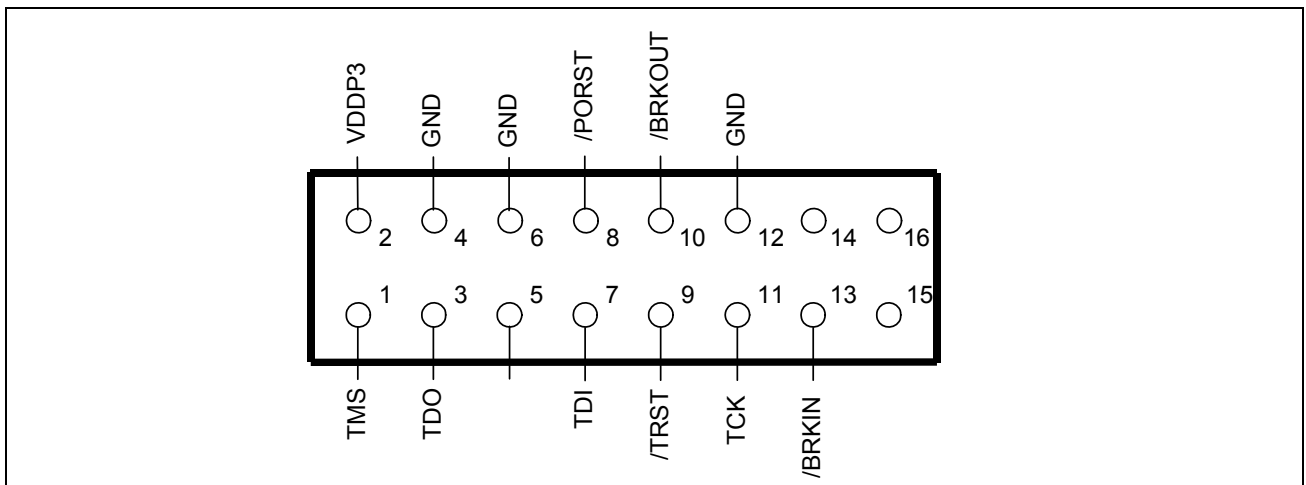 VDDP3
GND
GND
/PORST
/BRKOUT
GND
2
4
6
8
10
12
14
16
1
3
5
7
9
11
13
15
TMS
TDO
TDI
/TRST
TCK
/BRKIN